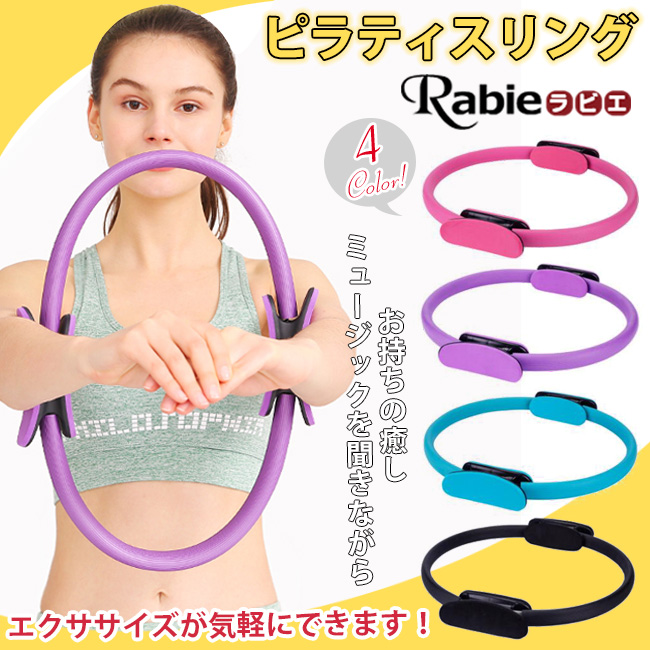 ピラティスリング
Rabieラビエ
4
Color!
お持ちの癒し
ミュージックを聞きながら
エクササイズが気軽にできます！